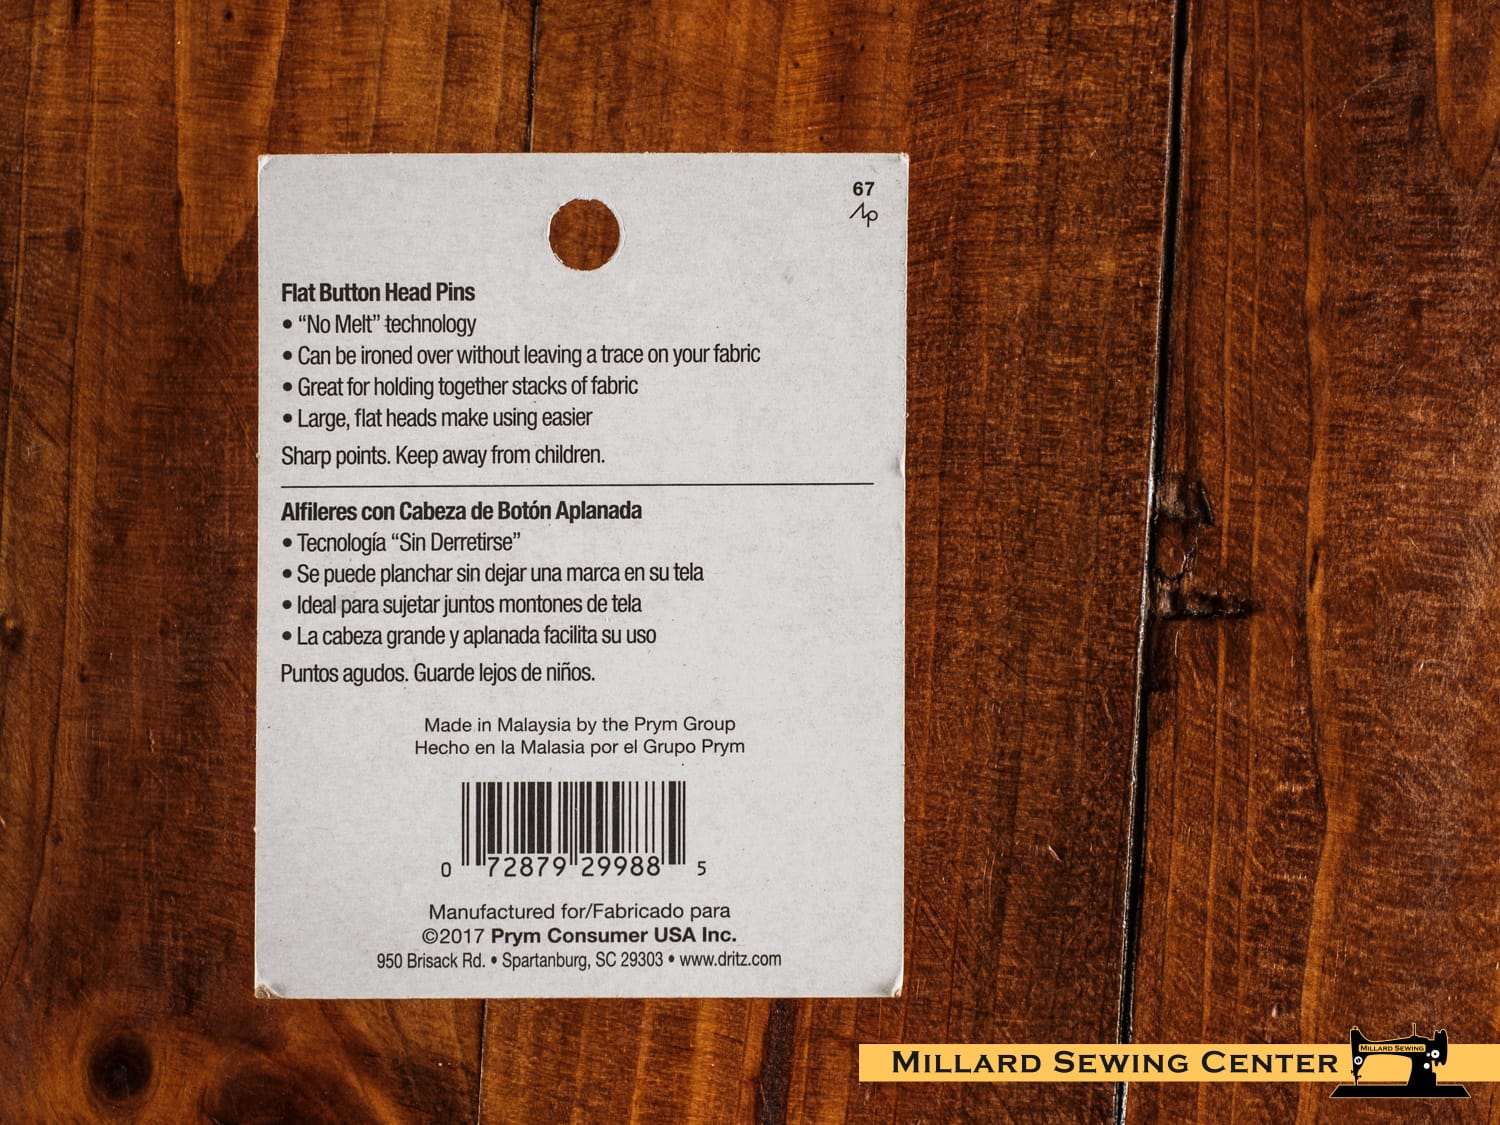 67
Flat Button Head Pins
• “No Melt” technology
• Can be ironed over without leaving a trace on your fabric
• Great for holding together stacks of fabric
• Large, flat heads make using easier
Sharp points. Keep away from children.
Alfileres con Cabeza de Botón Aplanada
• Tecnología “Sin Derretirse”
• Se puede planchar sin dejar una marca en su tela
• Ideal para sujetar juntos montones de tela
• La cabeza grande y aplanada facilita su uso
Puntos agudos. Guarde lejos de niños.
Made in Malaysia by the Prym Group
Hecho en la Malasia por el Grupo Prym
0 72879 29988 5
Manufactured for/Fabricado para
©2017 Prym Consumer USA Inc.
950 Brisack Rd. • Spartanburg, SC 29303 • www.dritz.com
MILLARD SEWING CENTER
MILLARD SEWING